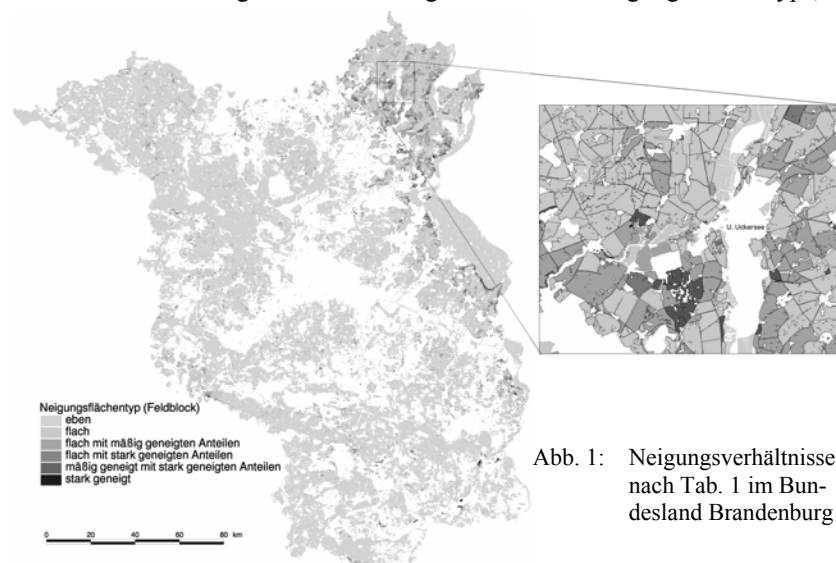 U. Uckersee
Neigungsflächentyp (Feldblock)
eben
flach
flach mit mäßig geneigten Anteilen
flach mit stark geneigten Anteilen
mäßig geneigt mit stark geneigten Anteilen
stark geneigt
0 20 40 60 80 km
Abb. 1: Neigungsverhältnisse
nach Tab. 1 im Bun-
desland Brandenburg